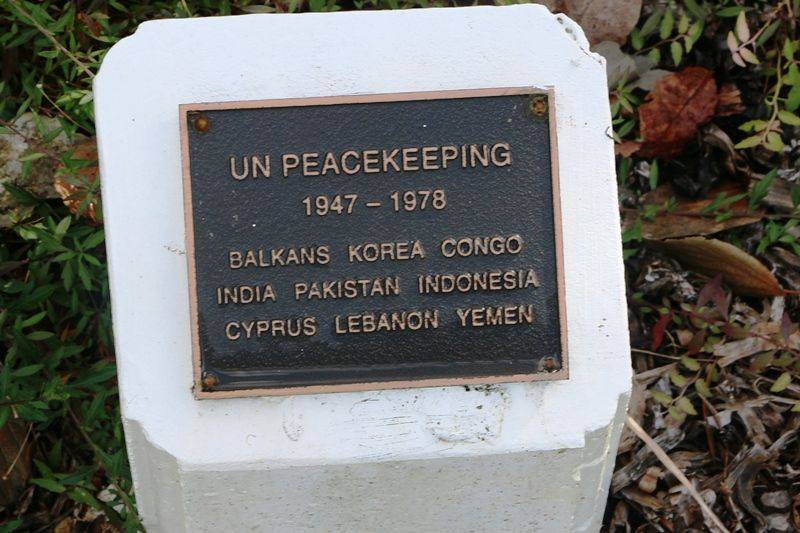 UN PEACEKEEPING
1947 - 1978
BALKANS KOREA CONGO
INDIA PAKISTAN INDONESIA
CYPRUS LEBANON YEMEN